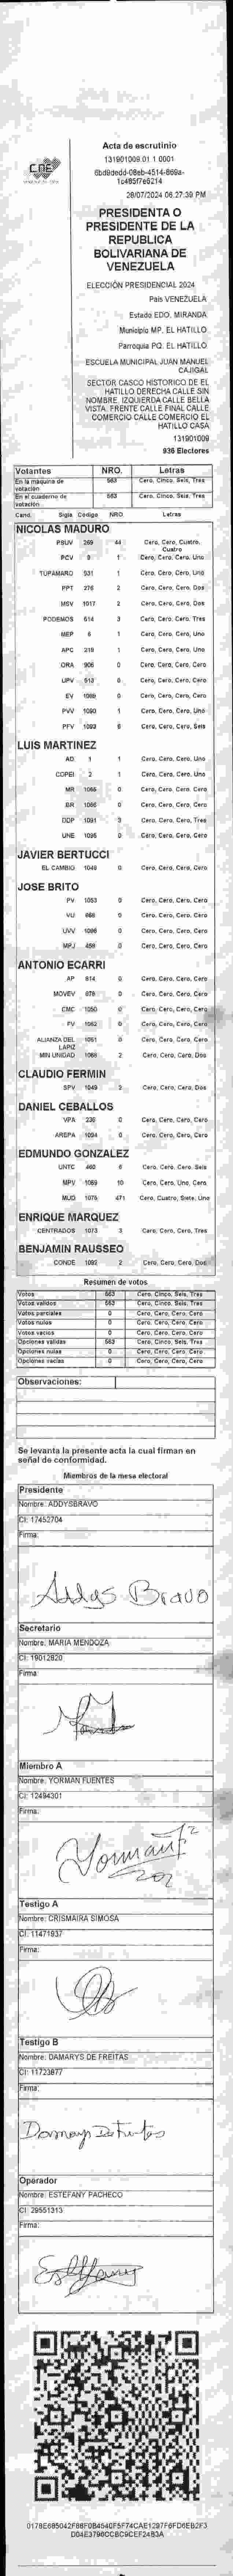 CNE
Acta de escrutinio
131901009.01.1.0001
28/07/2024 06:27:39 PM
PRESIDENTA O
PRESIDENTE DE LA
REPUBLICA
BOLIVARIANA DE
VENEZUELA
ELECCIÓN PRESIDENCIAL 2024
País VENEZUELA
Estado EDO. MIRANDA
Municipio MP. EL HATILLO
Parroquia PQ. EL HATILLO
ESCUELA MUNICIPAL JUAN MANUEL
CAJIGAL
SECTOR CASCO HISTORICO DE EL
HATILLO DERECHA CALLE SIN
NOMBRE. IZQUIERDA CALLE BELLA
VISTA. FRENTE CALLE FINAL CALLE
COMERCIO CALLE COMERCIO EL
HATILLO CASA
131901009
936 Electores
Votantes NRO. Letras
En la maquina de votación 563 Cero, Cinco, Seis, Tres
En el cuaderno de votación 563 Cero, Cinco, Seis, Tres
Cand. Sigla Codigo NRO Letras
NICOLAS MADURO
PSUV 269 44 Cero, Cero, Cuatro,
Cuatro
PCV 9 1 Cero, Cero, Cero, Uno
TUPAMARO 531 1 Cero, Cero, Cero, Uno
PPT 276 2 Cero, Cero, Cero, Dos
MSV 1017 2 Cero, Cero, Cero, Dos
PODEMOS 614 3 Cero, Cero, Cero, Tres
MEP 6 1 Cero, Cero, Cero, Uno
APC 218 1 Cero, Cero, Cero, Uno
ORA 906 0 Cero, Cero, Cero, Cero
UPV 513 0 Cero, Cero, Cero, Cero
EV 1069 0 Cero, Cero, Cero, Cero
PVV 1090 1 Cero, Cero, Cero, Uno
PFV 1093 6 Cero, Cero, Cero, Seis
LUIS MARTINEZ
AD 1 1 Cero, Cero, Cero, Uno
COPEI 2 1 Cero, Cero, Cero, Uno
MR 1065 0 Cero, Cero, Cero, Cero
BR 1066 0 Cero, Cero, Cero, Cero
DDP 1091 3 Cero, Cero, Cero, Tres
UNE 1095 0 Cero, Cero, Cero, Cero
JAVIER BERTUCCI
EL CAMBIO 1049 0 Cero, Cero, Cero, Cero
JOSE BRITO
PV 1053 0 Cero, Cero, Cero, Cero
VU 868 0 Cero, Cero, Cero, Cero
UVV 1096 0 Cero, Cero, Cero, Cero
MPJ 458 0 Cero, Cero, Cero, Cero
ANTONIO ECARRI
AP 814 0 Cero, Cero, Cero, Cero
MOVEV 978 0 Cero, Cero, Cero, Cero
CMC 1050 0 Cero, Cero, Cero, Cero
FV 1062 0 Cero, Cero, Cero, Cero
ALIANZA DEL LAPIZ 1051 0 Cero, Cero, Cero, Cero
MIN UNIDAD 1068 2 Cero, Cero, Cero, Dos
CLAUDIO FERMIN
SPV 1049 2 Cero, Cero, Cero, Dos
DANIEL CEBALLOS
VPA 236 0 Cero, Cero, Cero, Cero
AREPA 1094 0 Cero, Cero, Cero, Cero
EDMUNDO GONZALEZ
UNTC 460 6 Cero, Cero, Cero, Seis
MPV 1089 10 Cero, Cero, Uno, Cero
MUD 1075 471 Cero, Cuatro, Siete, Uno
ENRIQUE MARQUEZ
CENTRADOS 1073 3 Cero, Cero, Cero, Tres
BENJAMIN RAUSSEO
CONDE 1092 2 Cero, Cero, Cero, Dos
Resumen de votos
Votos 563 Cero, Cinco, Seis, Tres
Votos validos 563 Cero, Cinco, Seis, Tres
Votos parciales 0 Cero, Cero, Cero, Cero
Votos nulos 0 Cero, Cero, Cero, Cero
Votos vacios 0 Cero, Cero, Cero, Cero
Opciones validas 563 Cero, Cinco, Seis, Tres
Opciones nulas 0 Cero, Cero, Cero, Cero
Opciones vacias 0 Cero, Cero, Cero, Cero
Observaciones:
Se levanta la presente acta la cual firman en
señal de conformidad.
Miembros de la mesa electoral
Presidente
Nombre: ADDYSBRAVO
CI: 17452704
Firma:
Addys Bravo
Secretario
Nombre: MARIA MENDOZA
CI: 19012820
Firma:
Miembro A
Nombre: YORMAN FUENTES
CI: 12494301
Firma:
Testigo A
Nombre: CRISMAIRA SIMOSA
CI: 11471937
Firma:
Testigo B
Nombre: DAMARYS DE FREITAS
CI: 11723877
Firma:
Operador
Nombre: ESTEFANY PACHECO
CI: 29551313
Firma: